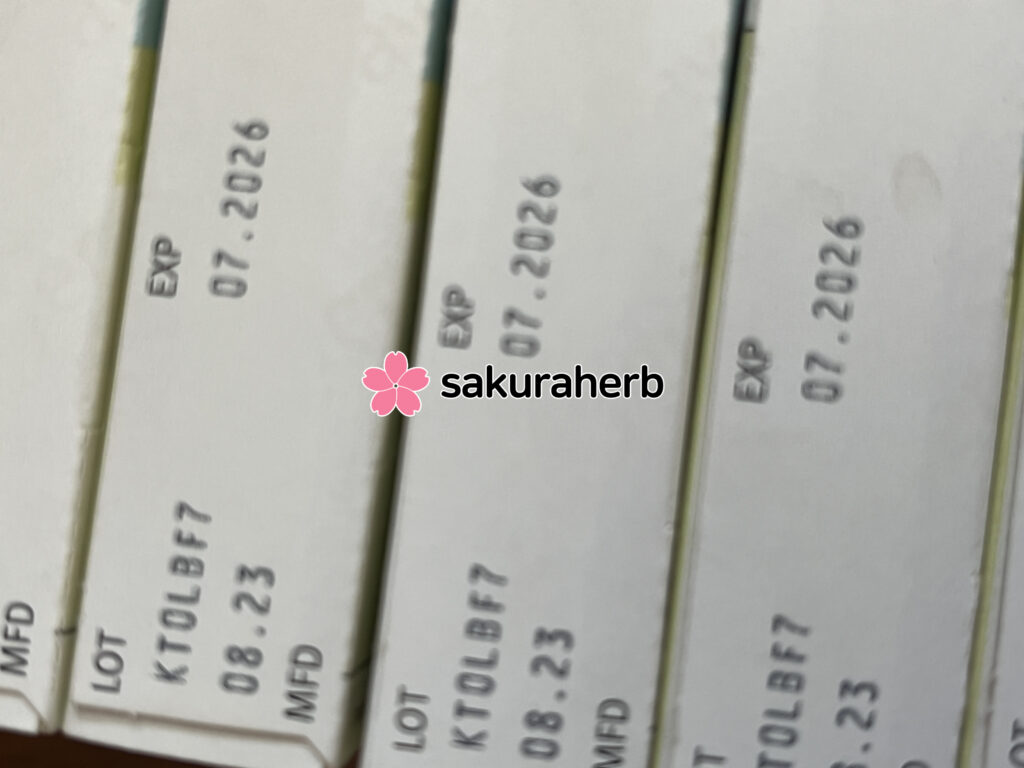 MFD
LOT
KTOLBF7
08.23
MFD
EXP
07.2026
LOT
KTOLBF7
08.23
MFD
EXP
07.2026
TOLBF7
.23
EXP
07.2026
sakuraherb